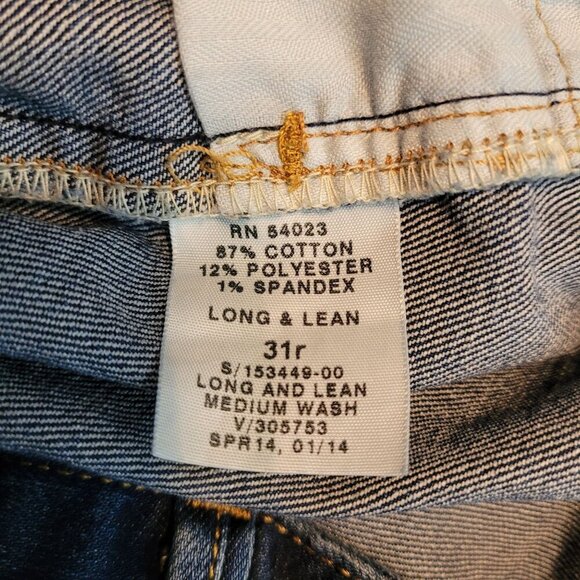 RN 54023
87% COTTON
12% POLYESTER
1% SPANDEX
LONG & LEAN
31r
S/153449-00
LONG AND LEAN
MEDIUM WASH
V/305753
SPR14, 01/14